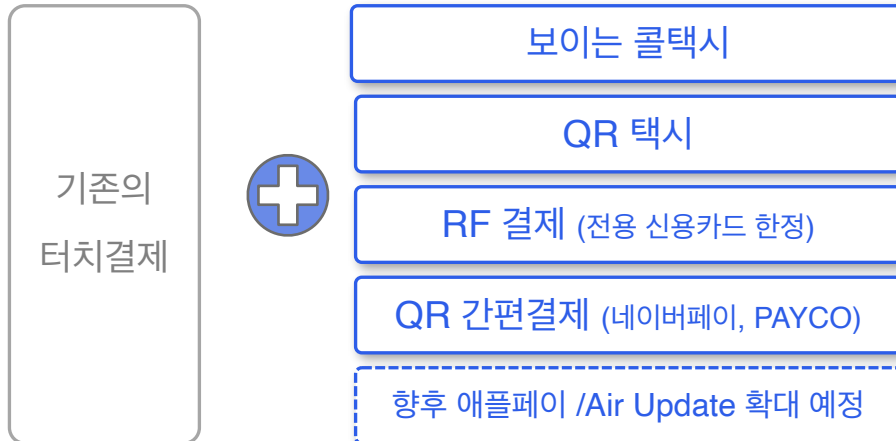 기존의
터치결제
보이는 콜택시
QR 택시
RF 결제 (전용 신용카드 한정)
QR 간편결제 (네이버페이, PAYCO)
향후 애플페이 /Air Update 확대 예정